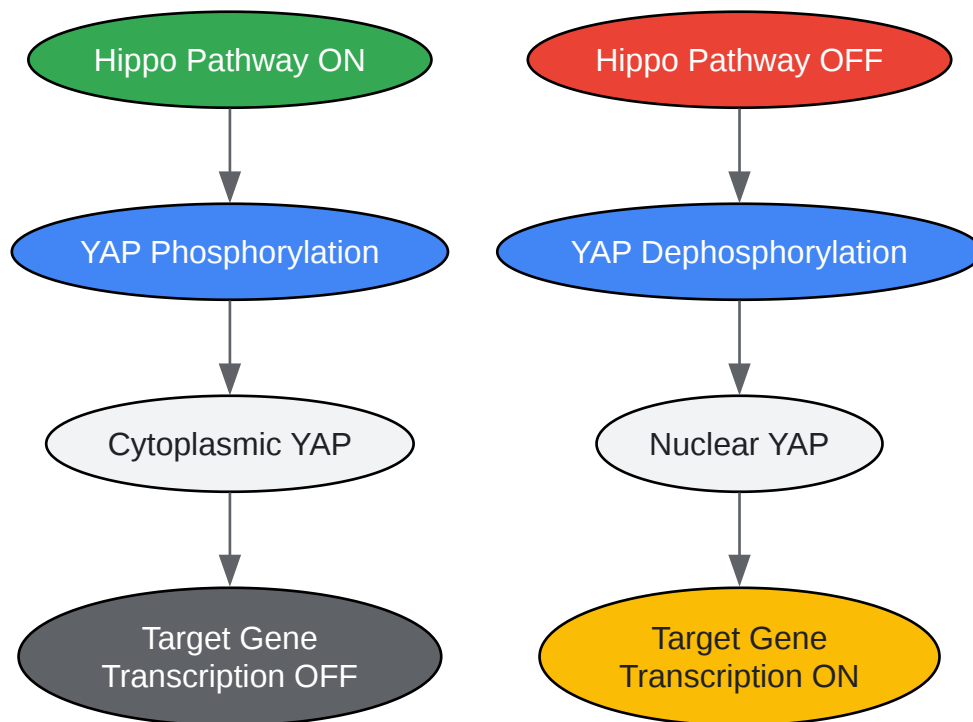 Hippo Pathway ON
Hippo Pathway OFF
YAP Phosphorylation
YAP Dephosphorylation
Cytoplasmic YAP
Nuclear YAP
Target Gene
Transcription OFF
Target Gene
Transcription ON